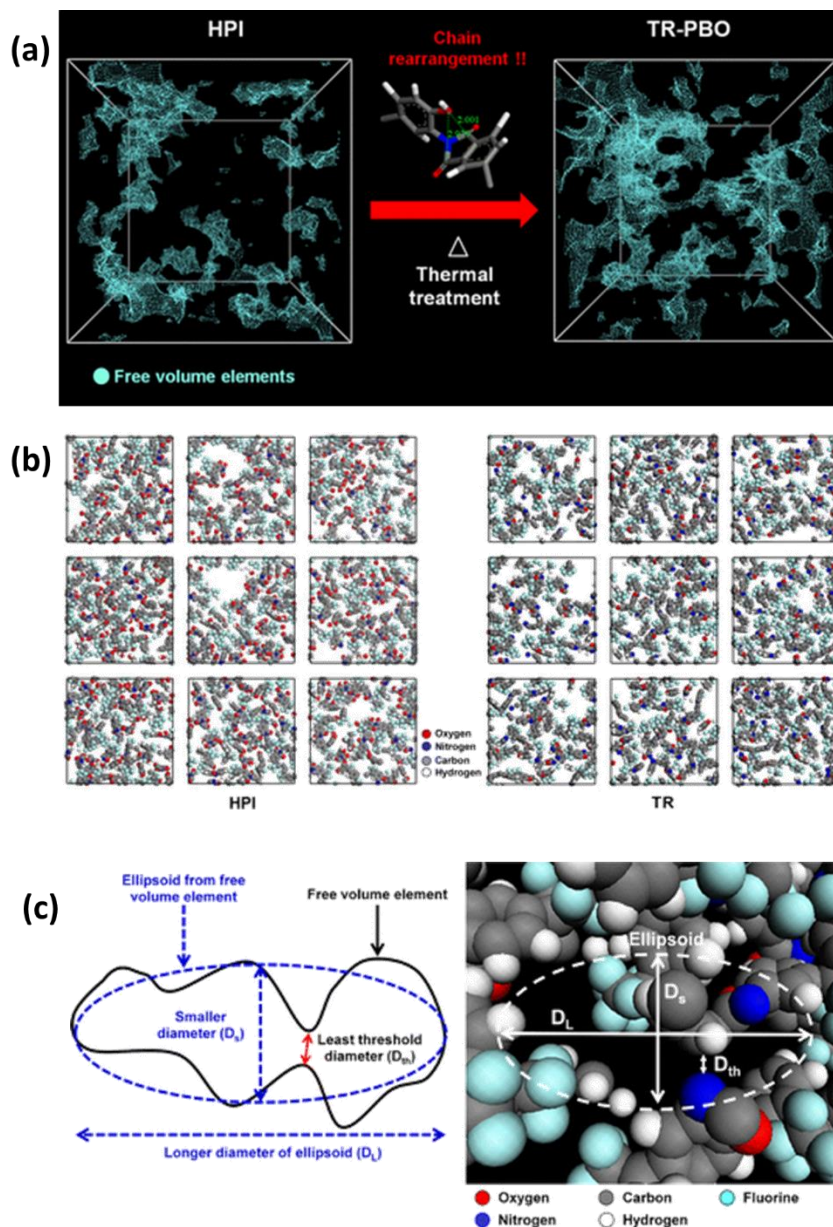 (a)
HPI
Chain
rearrangement !!
TR-PBO
2.001
△
Thermal
treatment
Free volume elements
(b)
Oxygen
Nitrogen
Carbon
Hydrogen
HPI
TR
(c)
Ellipsoid from free
volume element
Free volume element
Smaller
diameter (Ds)
Least threshold
diameter (Dth)
Longer diameter of ellipsoid (DL)
Ellipsoid
Ds
DL
Dth
Oxygen
Carbon
Fluorine
Nitrogen
Hydrogen